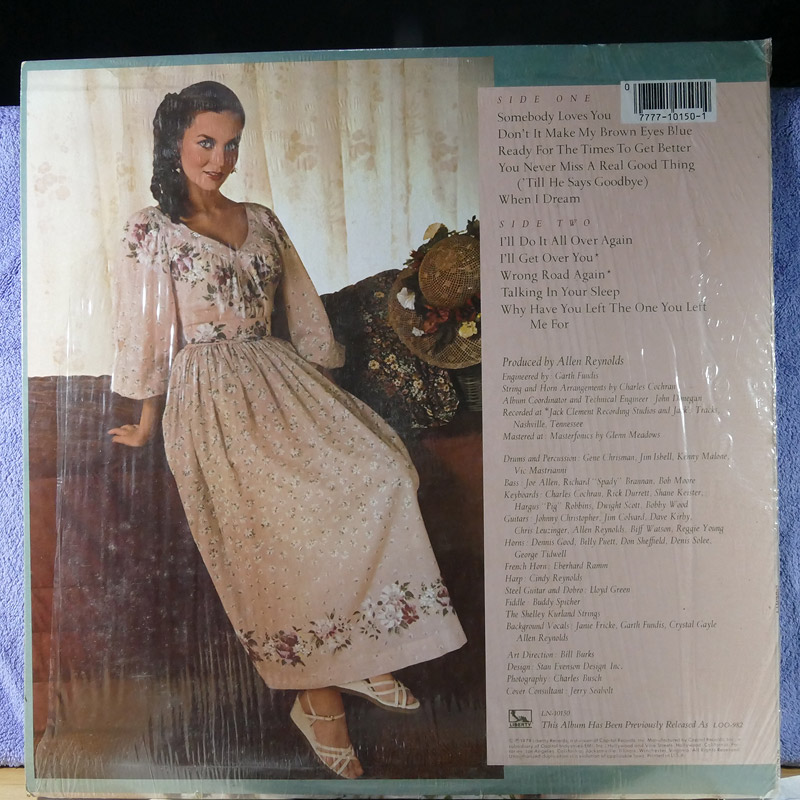 SIDE ONE
Somebody Loves You
Don't It Make My Brown Eyes Blue
Ready For The Times To Get Better
You Never Miss A Real Good Thing
('Till He Says Goodbye)
When I Dream
0
7777-10150-1
SIDE TWO
I'll Do It All Over Again
I'll Get Over You*
Wrong Road Again*
Talking In Your Sleep
Why Have You Left The One You Left
Me For
Produced by Allen Reynolds
Engineered by: Garth Fundis
String and Horn Arrangements by Charles Cochran
Album Coordinator and Technical Engineer: John Donegan
Recorded at *Jack Clement Recording Studios and Jack's Tracks,
Nashville, Tennessee
Mastered at: Masterfonics by Glenn Meadows
Drums and Percussion: Gene Chrisman, Jim Isbell, Kenny Malone,
Vic Mastrianni
Bass: Joe Allen, Richard "Spady" Brannan, Bob Moore
Keyboards: Charles Cochran, Rick Durrett, Shane Keister,
Hargus "Pig" Robbins, Dwight Scott, Bobby Wood
Guitars: Johnny Christopher, Jim Colvard, Dave Kirby,
Chris Leuzinger, Allen Reynolds, Biff Watson, Reggie Young
Horns: Dennis Good, Billy Puett, Don Sheffield, Denis Solee,
George Tidwell
French Horn: Eberhard Ramm
Harp: Cindy Reynolds
Steel Guitar and Dobro: Lloyd Green
Fiddle: Buddy Spicher
The Shelley Kurland Strings
Background Vocals: Janie Fricke, Garth Fundis, Crystal Gayle
Allen Reynolds
Art Direction: Bill Burks
Design: Stan Evenson Design Inc.
Photography: Charles Bush
Cover Consultant: Jerry Seabolt
LIBERTY
LN-10150
This Album Has Been Previously Released As LOO-982